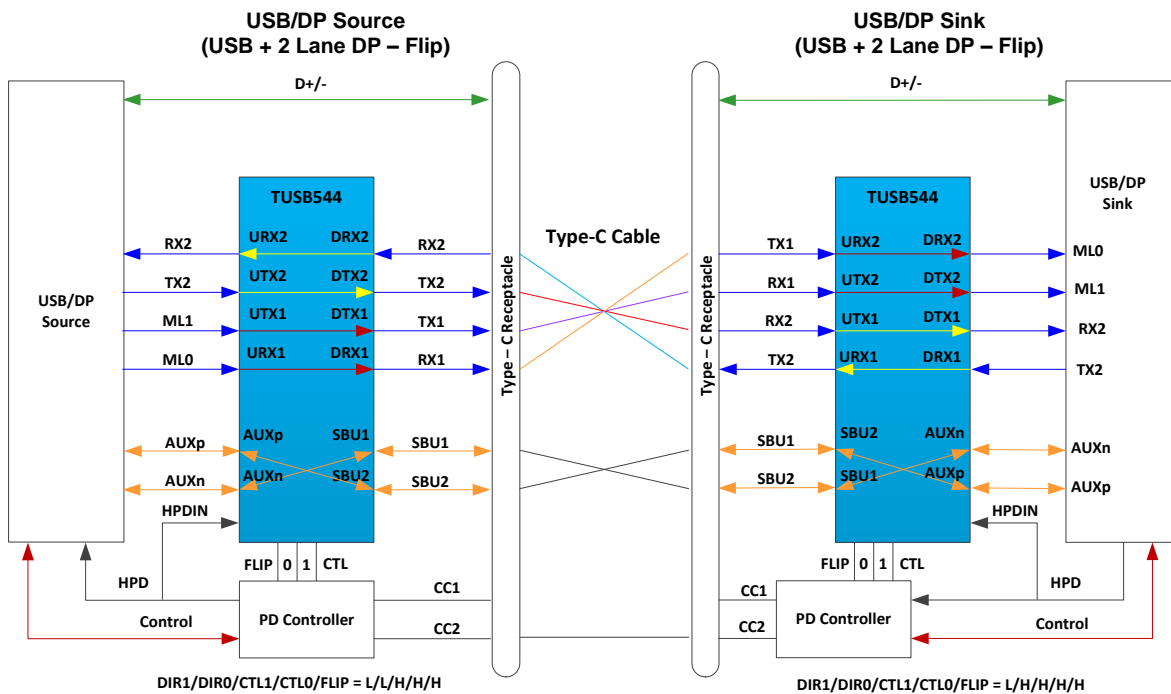 USB/DP Source
(USB + 2 Lane DP – Flip)
USB/DP Sink
(USB + 2 Lane DP – Flip)
D+/-
D+/-
USB/DP
Source
TUSB544
RX2
URX2
DRX2
RX2
TX2
UTX2
DTX2
TX2
ML1
UTX1
DTX1
TX1
ML0
URX1
DRX1
RX1
AUXp
AUXp
SBU1
SBU1
AUXn
AUXn
SBU2
SBU2
HPDIN
FLIP
0
1
CTL
HPD
Control
PD Controller
CC1
CC2
Type – C Receptacle
Type-C Cable
Type – C Receptacle
TUSB544
USB/DP
Sink
TX1
URX2
DRX2
ML0
RX1
UTX2
DTX2
ML1
RX2
UTX1
DTX1
RX2
TX2
URX1
DRX1
TX2
SBU1
SBU2
AUXn
AUXn
SBU2
SBU1
AUXp
AUXp
HPDIN
FLIP
0
1
CTL
HPD
Control
CC1
CC2
PD Controller
DIR1/DIR0/CTL1/CTL0/FLIP = L/L/H/H/H
DIR1/DIR0/CTL1/CTL0/FLIP = L/H/H/H/H